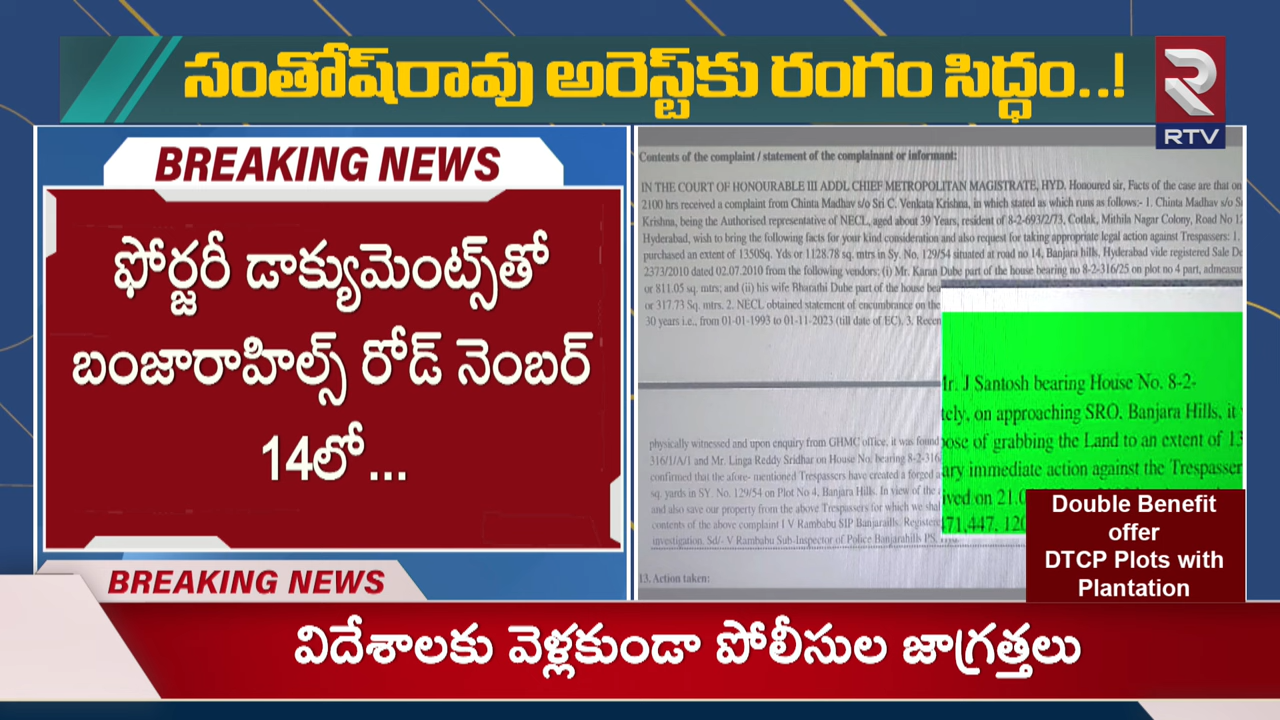 సంతోష్‌రావు అరెస్ట్‌కు రంగం సిద్ధం..!
RTV
BREAKING NEWS
ఫోర్జరీ డాక్యుమెంట్స్‌తో
బంజారాహిల్స్ రోడ్ నెంబర్
14లో...
Contents of the complaint / statement of the complainant or informant:
IN THE COURT OF HONOURABLE III ADDL CHIEF METROPOLITAN MAGISTRATE, HYD. Honoured sir, Facts of the case are that on
2100 hrs received a complaint from Chinta Madhav s/o Sri C. Venkata Krishna, in which stated as which runs as follows:- 1. Chinta Madhav s/o
Krishna, being the Authorised representative of NECL, aged about 39 Years, resident of 8-2-693/2/73, Cotlak, Mithila Nagar Colony, Road No 12
Hyderabad, wish to bring the following facts for your kind consideration and also request for taking appropriate legal action against Trespassers: 1.
purchased an extent of 1350Sq. Yds or 1128.78 sq. mtrs in Sy. No. 129/54 situated at road no 14, Banjara hills, Hyderabad vide registered Sale De
2373/2010 dated 02.07.2010 from the following vendors: (i) Mr. Karan Dube part of the house bearing no 8-2-316/25 on plot no 4 part, admeasur
or 811.05 sq. mtrs; and (ii) his wife Bharathi Dube part of the house bear
or 317.73 Sq. mtrs. 2. NECL obtained statement of encumbrance on the
30 years i.e., from 01-01-1993 to 01-11-2023 (till date of EC). 3. Recen
Mr. J Santosh bearing House No. 8-2-
tely, on approaching SRO. Banjara Hills, it
pose of grabbing the Land to an extent of 13
ary immediate action against the Trespasser
ived on 21.0
471,447, 120
physically witnessed and upon enquiry from GHMC office, it was found
316/1/A/1 and Mr. Linga Reddy Sridhar on House No. bearing 8-2-316
confirmed that the afore- mentioned Trespassers have created a forged a
sq. yards in SY. No. 129/54 on Plot No 4, Banjara Hills. In view of the
and also save our property from the above Trespassers for which we shal
contents of the above complaint I V Rambabu SIP Banjaraills. Registere
investigation. Sd/- V Rambabu Sub-Inspector of Police Banjarahills PS.
13. Action taken:
Double Benefit
offer
DTCP Plots with
Plantation
BREAKING NEWS
విదేశాలకు వెళ్లకుండా పోలీసుల జాగ్రత్తలు